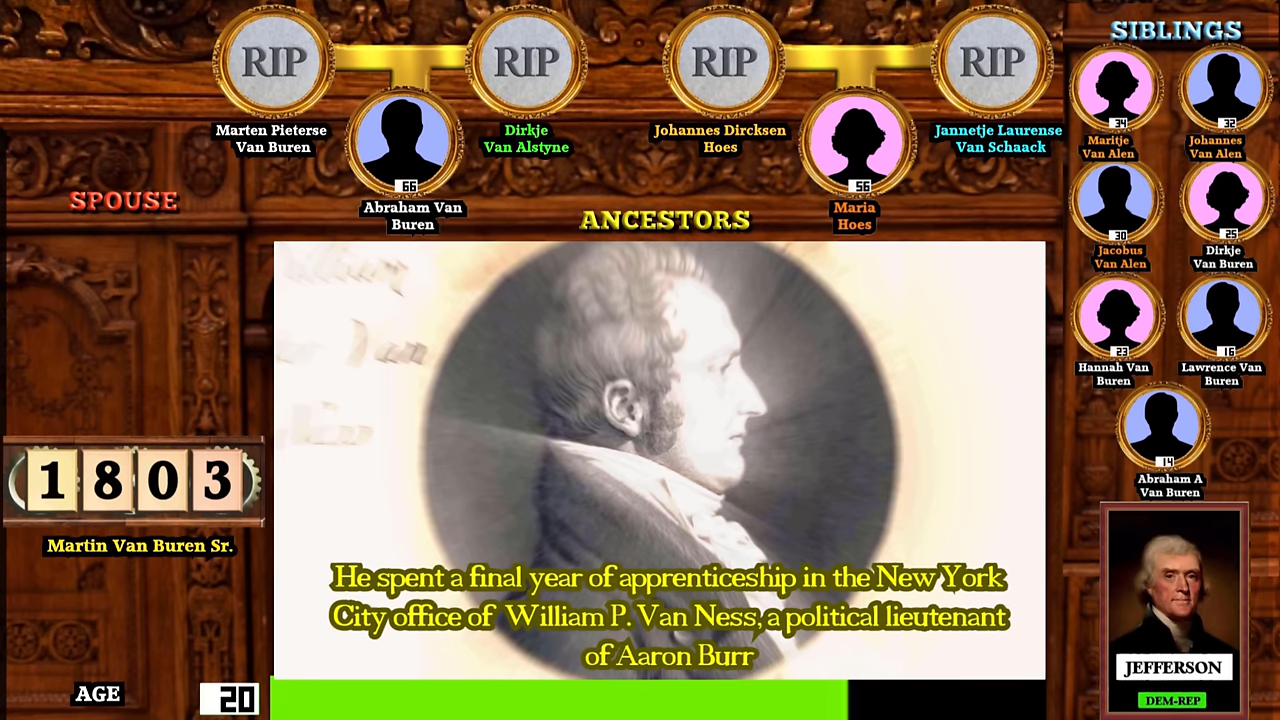 RIP
RIP
RIP
RIP
SIBLINGS
Marten Pieterse
Van Buren
Dirkje
Van Alstyne
Johannes Dircksen
Hoes
Jannetje Laurense
Van Schaack
34
32
Maritje
Van Alen
Johannes
Van Alen
66
56
Abraham Van
Buren
Maria
Hoes
SPOUSE
ANCESTORS
30
25
Jacobus
Van Alen
Dirkje
Van Buren
23
16
Hannah Van
Buren
Lawrence Van
Buren
14
Abraham A
Van Buren
1803
Martin Van Buren Sr.
He spent a final year of apprenticeship in the New York
City office of William P. Van Ness, a political lieutenant
of Aaron Burr
JEFFERSON
DEM-REP
AGE
20